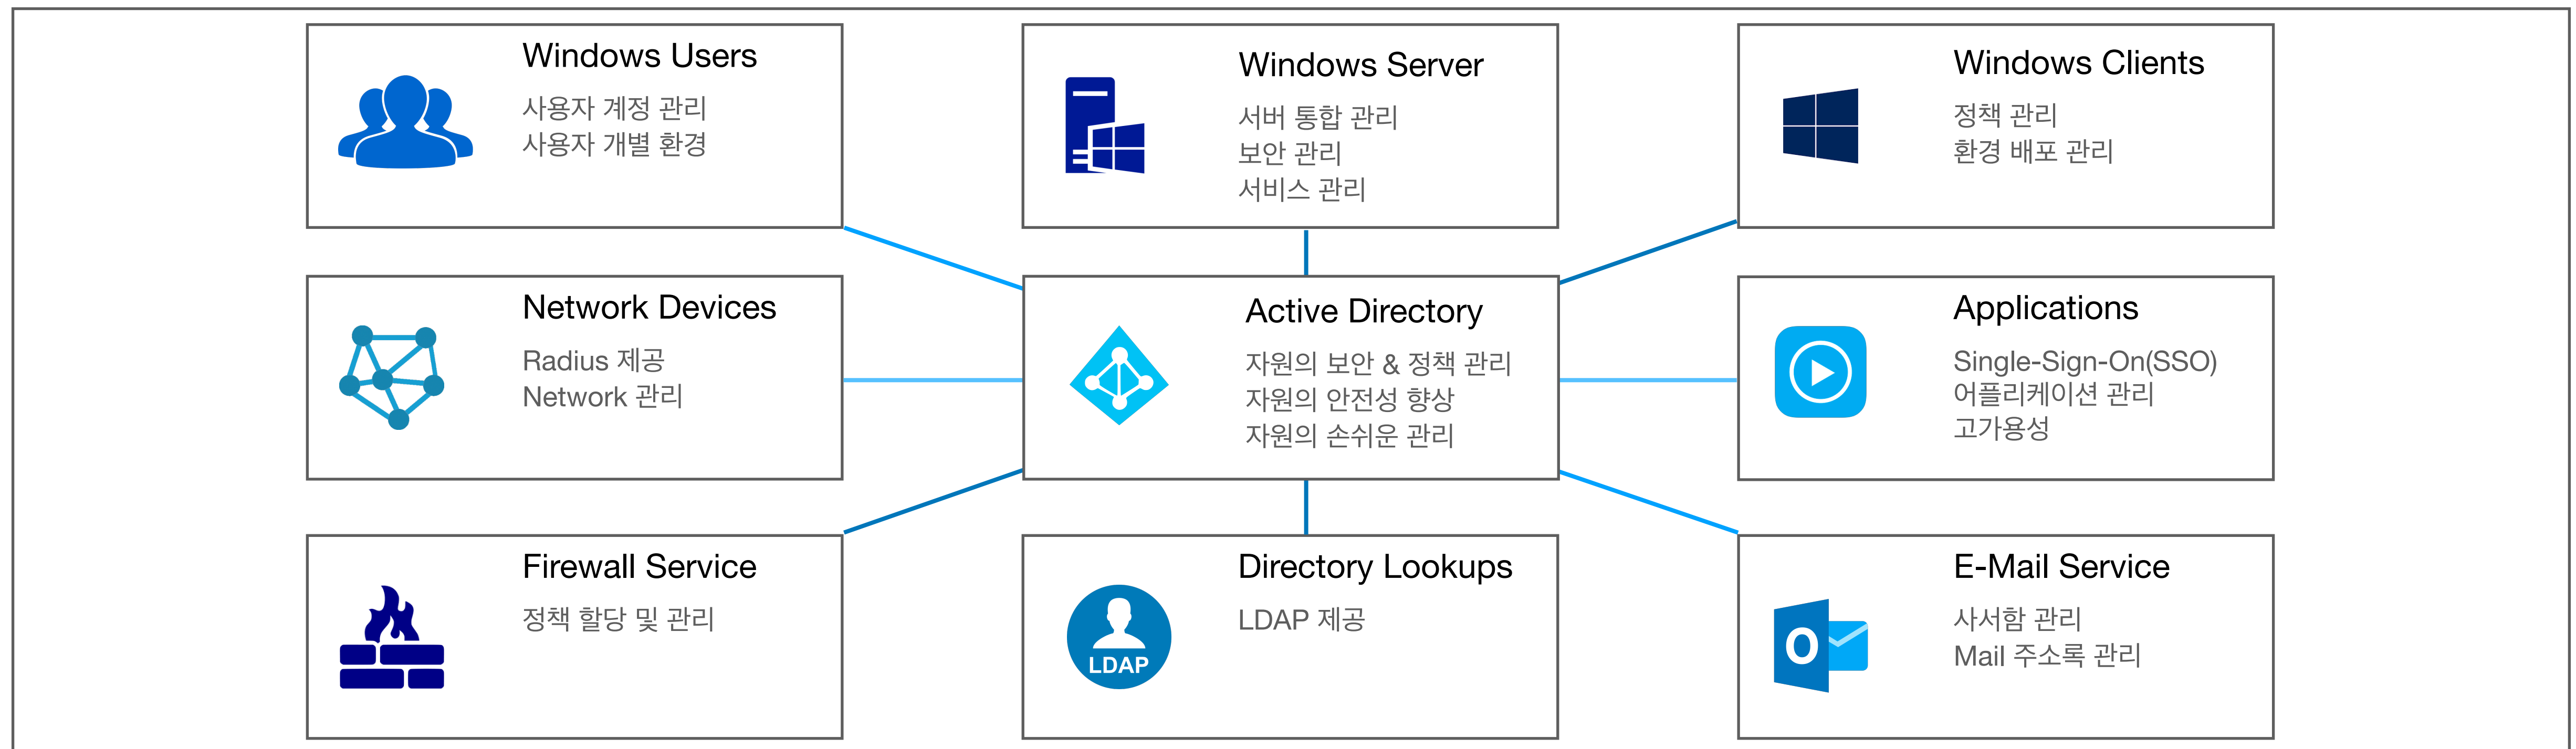 Windows Users
사용자 계정 관리
사용자 개별 환경
Windows Server
서버 통합 관리
보안 관리
서비스 관리
Windows Clients
정책 관리
환경 배포 관리
Network Devices
Radius 제공
Network 관리
Active Directory
자원의 보안 & 정책 관리
자원의 안전성 향상
자원의 손쉬운 관리
Applications
Single-Sign-On(SSO)
어플리케이션 관리
고가용성
Firewall Service
정책 할당 및 관리
Directory Lookups
LDAP 제공
LDAP
E-Mail Service
사서함 관리
Mail 주소록 관리
O